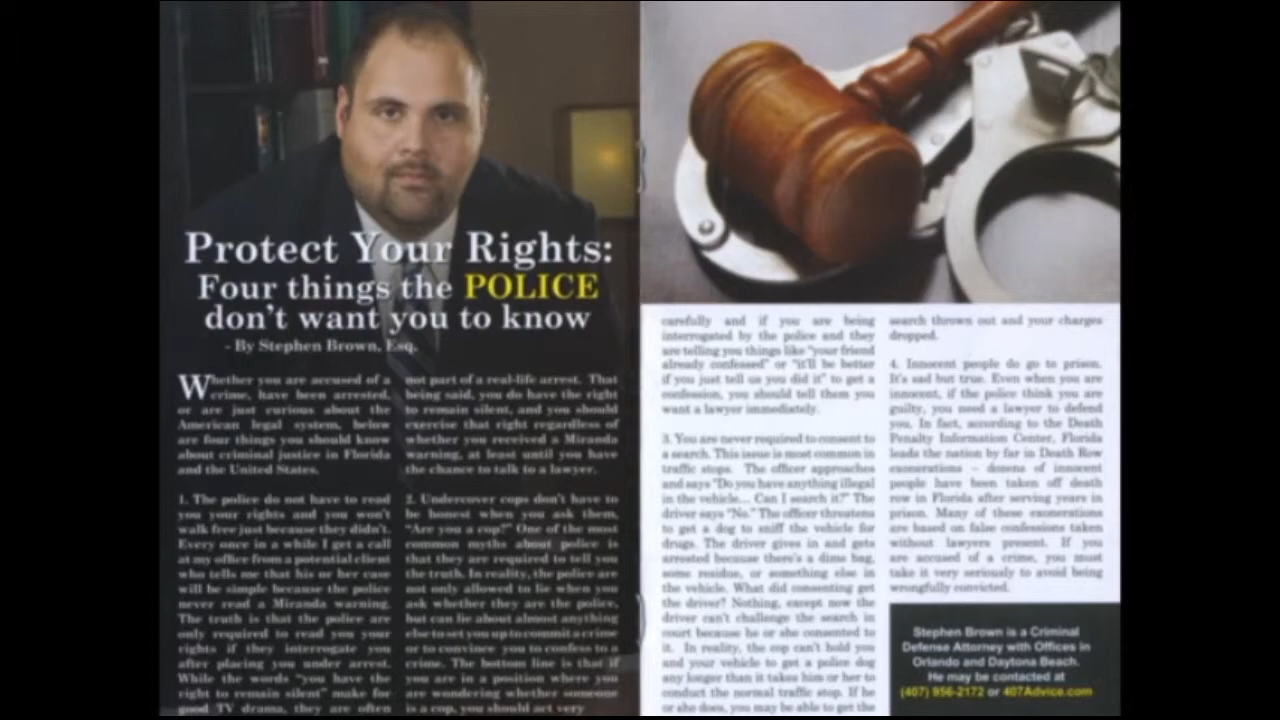 Protect Your Rights:
Four things the POLICE
don't want you to know
- By Stephen Brown, Esq.
Whether you are accused of a
crime, have been arrested,
or are just curious about the
American legal system, below
are four things you should know
about criminal justice in Florida
and the United States.
1. The police do not have to read
you your rights and you won't
walk free just because they didn't.
Every once in a while I get a call
at my office from a potential client
who tells me that his or her case
will be simple because the police
never read a Miranda warning.
The truth is that the police are
only required to read you your
rights if they interrogate you
after placing you under arrest.
While the words "you have the
right to remain silent" make for
good TV drama, they are often
not part of a real-life arrest. That
being said, you do have the right
to remain silent, and you should
exercise that right regardless of
whether you received a Miranda
warning, at least until you have
the chance to talk to a lawyer.
2. Undercover cops don't have to
be honest when you ask them,
"Are you a cop?" One of the most
common myths about police is
that they are required to tell you
the truth. In reality, the police are
not only allowed to lie when you
ask whether they are the police,
but can lie about almost anything
else to set you up to commit a crime
or to convince you to confess to a
crime. The bottom line is that if
you are in a position where you
are wondering whether someone
is a cop, you should act very
carefully and if you are being
interrogated by the police and they
are telling you things like "your friend
already confessed" or "it'll be better
if you just tell us you did it" to get a
confession, you should tell them you
want a lawyer immediately.
3. You are never required to consent to
a search. This issue is most common in
traffic stops. The officer approaches
and says "Do you have anything illegal
in the vehicle... Can I search it?" The
driver says "No." The officer threatens
to get a dog to sniff the vehicle for
drugs. The driver gives in and gets
arrested because there's a dime bag,
some residue, or something else in
the vehicle. What did consenting get
the driver? Nothing, except now the
driver can't challenge the search in
court because he or she consented to
it. In reality, the cop can't hold you
and your vehicle to get a police dog
any longer than it takes him or her to
conduct the normal traffic stop. If he
or she does, you may be able to get the
search thrown out and your charges
dropped.
4. Innocent people do go to prison.
It's sad but true. Even when you are
innocent, if the police think you are
guilty, you need a lawyer to defend
you. In fact, according to the Death
Penalty Information Center, Florida
leads the nation by far in Death Row
exonerations – dozens of innocent
people have been taken off death
row in Florida after serving years in
prison. Many of these exonerations
are based on false confessions taken
without lawyers present. If you
are accused of a crime, you must
take it very seriously to avoid being
wrongfully convicted.
Stephen Brown is a Criminal
Defense Attorney with Offices in
Orlando and Daytona Beach.
He may be contacted at
(407) 956-2172 or 407Advice.com